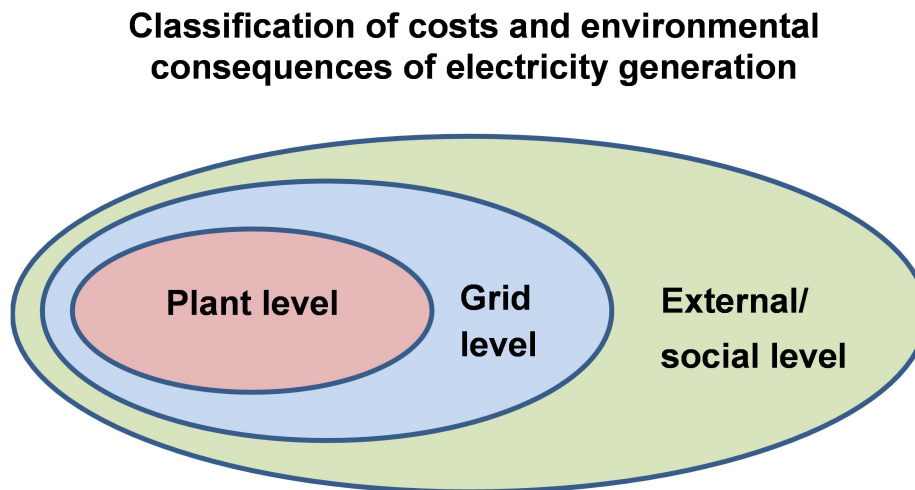 Classification of costs and environmental
consequences of electricity generation
Plant level
Grid
level
External/
social level